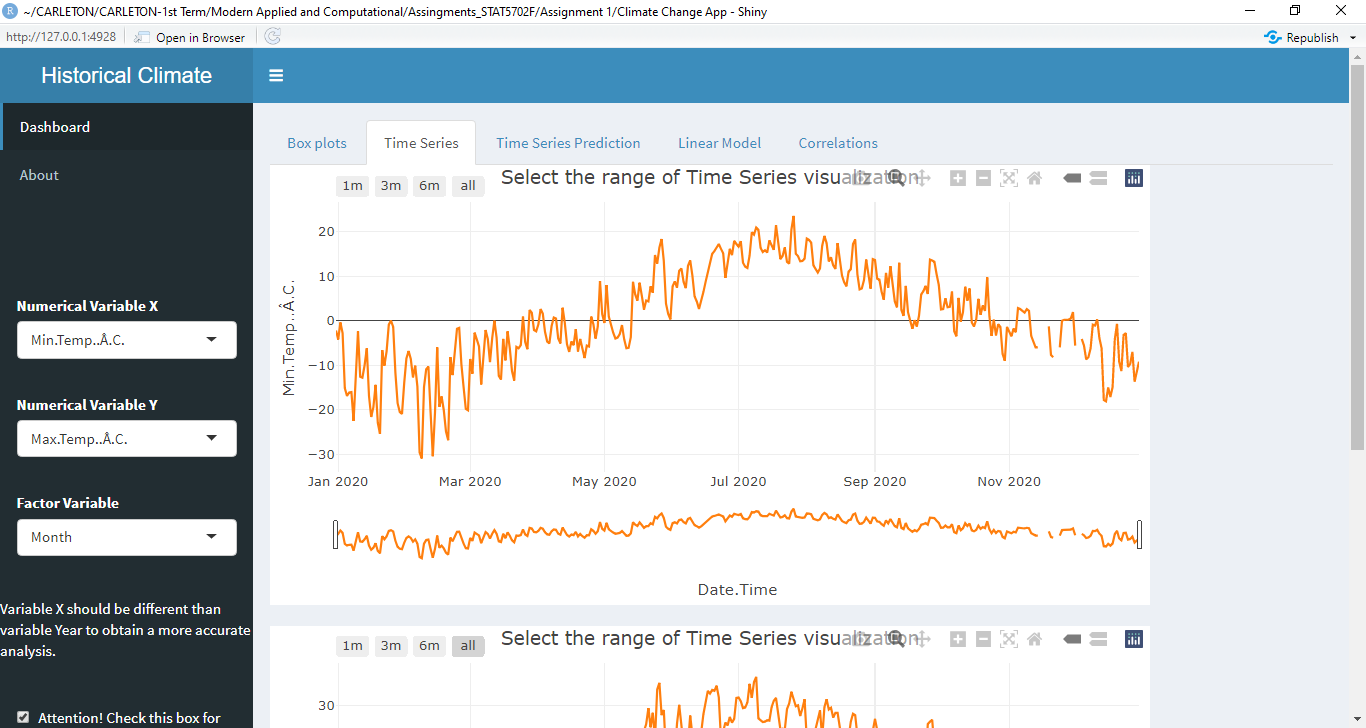 ~/CARLETON/CARLETON-1st Term/Modern Applied and Computational/Assingments_STAT5702F/Assignment 1/Climate Change App - Shiny
http://127.0.0.1:4928
Open in Browser
Republish
Historical Climate
Dashboard
About
Numerical Variable X
Min.Temp..Â.C.
Numerical Variable Y
Max.Temp..Â.C.
Factor Variable
Month
Variable X should be different than
variable Year to obtain a more accurate
analysis.
Attention! Check this box for
Box plots
Time Series
Time Series Prediction
Linear Model
Correlations
1m 3m 6m all
Select the range of Time Series visualization
Min.Temp..Â.C.
20
10
0
−10
−20
−30
Jan 2020 Mar 2020 May 2020 Jul 2020 Sep 2020 Nov 2020
Date.Time
1m 3m 6m all
Select the range of Time Series visualization
30